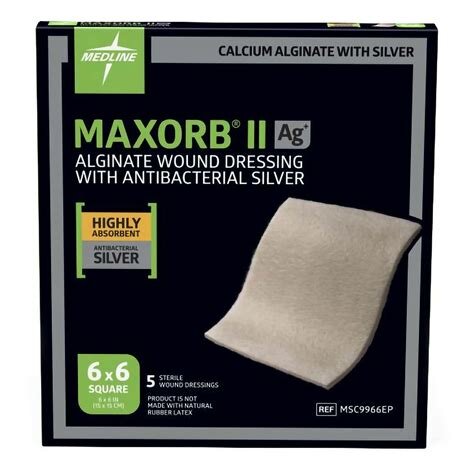 MEDLINE
CALCIUM ALGINATE WITH SILVER
MAXORB® II Ag+
ALGINATE WOUND DRESSING
WITH ANTIBACTERIAL SILVER
HIGHLY
ABSORBENT
ANTIBACTERIAL
SILVER
6x6
SQUARE
6 x 6 IN
(15 x 15 CM)
5 STERILE
WOUND DRESSINGS
PRODUCT IS NOT
MADE WITH NATURAL
RUBBER LATEX
REF MSC9966EP